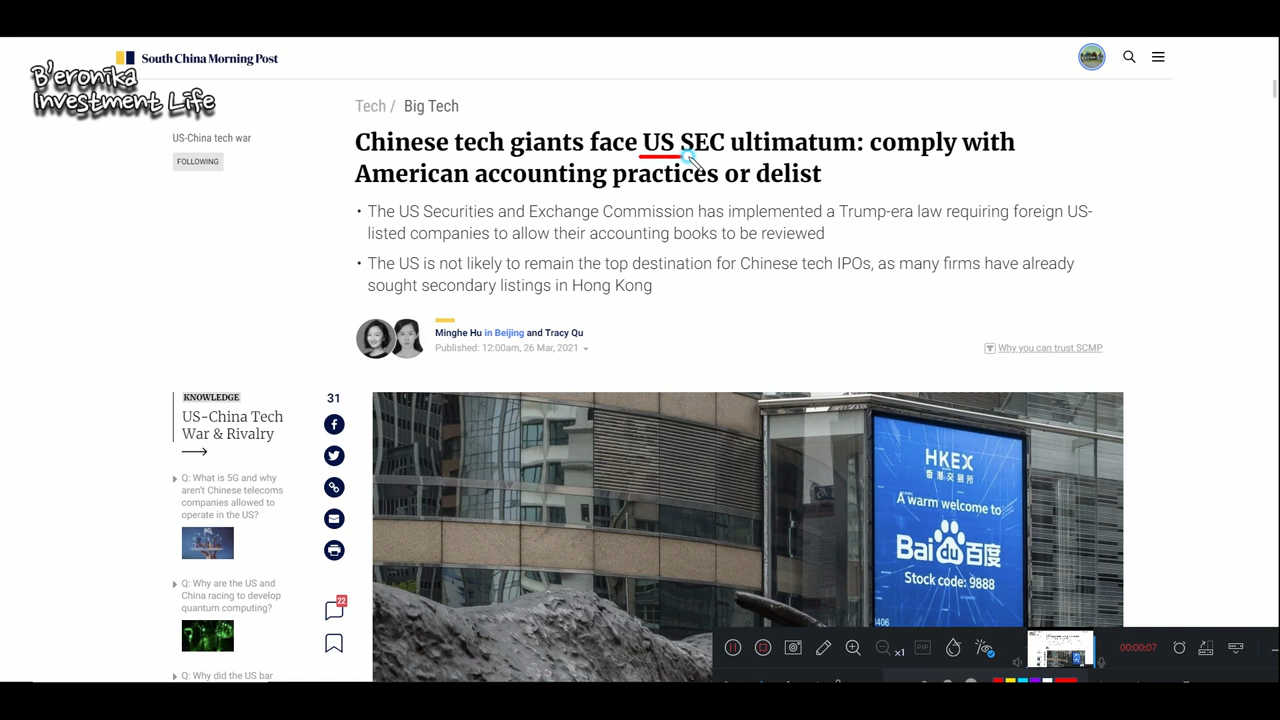 South China Morning Post
B'eronika
Investment Life
Tech / Big Tech
US-China tech war
FOLLOWING
Chinese tech giants face US SEC ultimatum: comply with
American accounting practices or delist
• The US Securities and Exchange Commission has implemented a Trump-era law requiring foreign US-
listed companies to allow their accounting books to be reviewed
• The US is not likely to remain the top destination for Chinese tech IPOs, as many firms have already
sought secondary listings in Hong Kong
Minghe Hu in Beijing and Tracy Qu
Published: 12:00am, 26 Mar, 2021
Why you can trust SCMP
KNOWLEDGE
US-China Tech
War & Rivalry
31
Q: What is 5G and why
aren't Chinese telecoms
companies allowed to
operate in the US?
Q: Why are the US and
China racing to develop
quantum computing?
22
Q: Why did the US bar
HKEX
香港交易所
A warm welcome to
Baidu百度
Stock code: 9888
x1
PIP
00:00:07